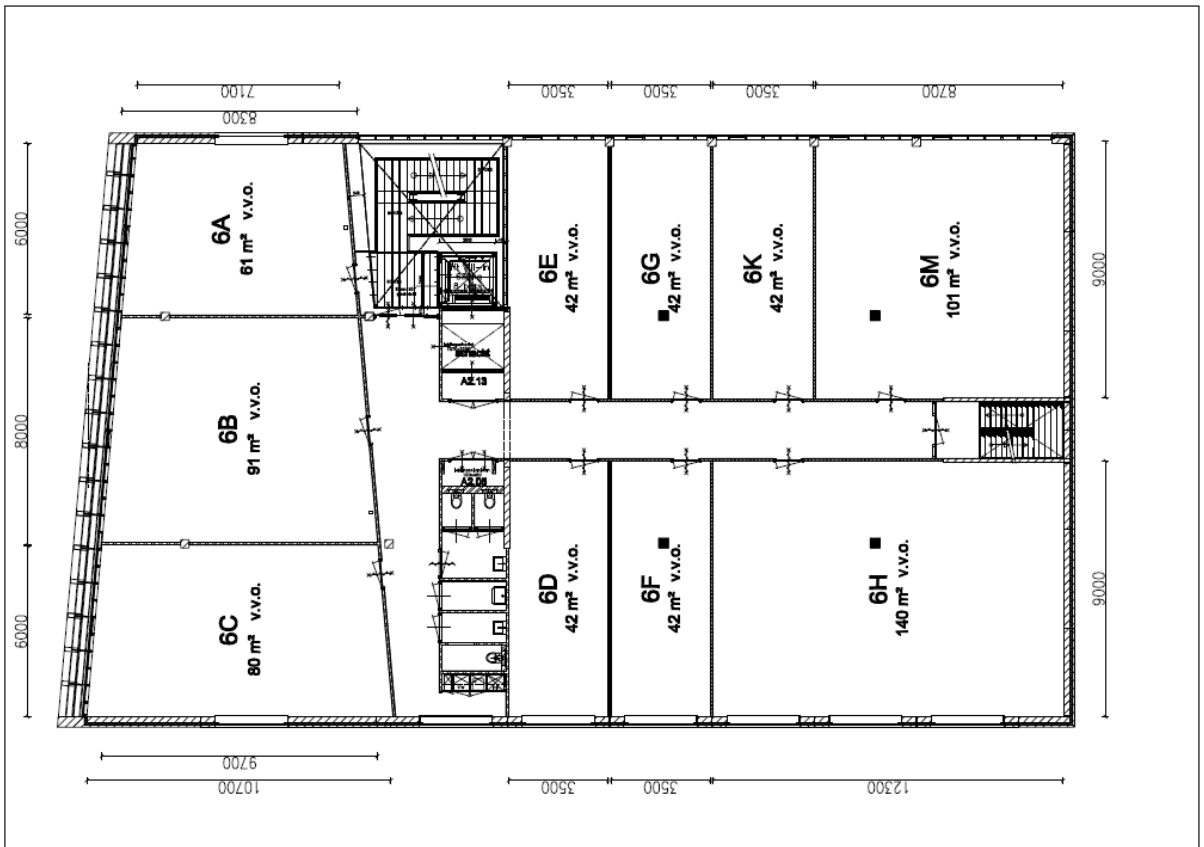 7100
8300
3500
3500
3500
8700
6000
8000
6000
9000
9000
6A
61 m² v.v.o.
6B
91 m² v.v.o.
6C
80 m² v.v.o.
6E
42 m² v.v.o.
6G
42 m² v.v.o.
6K
42 m² v.v.o.
6M
101 m² v.v.o.
schacht
A2.13
A2.08
6D
42 m² v.v.o.
6F
42 m² v.v.o.
6H
140 m² v.v.o.
9700
10700
3500
3500
12300